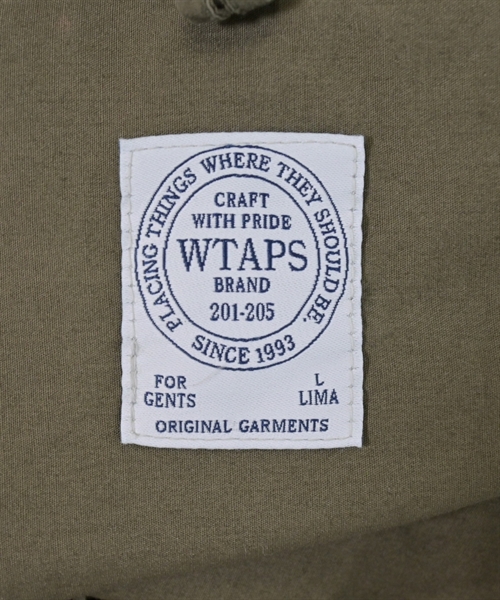 PLACING THINGS WHERE THEY SHOULD BE.
CRAFT
WITH PRIDE
WTAPS
BRAND
201-205
SINCE 1993
FOR
GENTS
L
LIMA
ORIGINAL GARMENTS